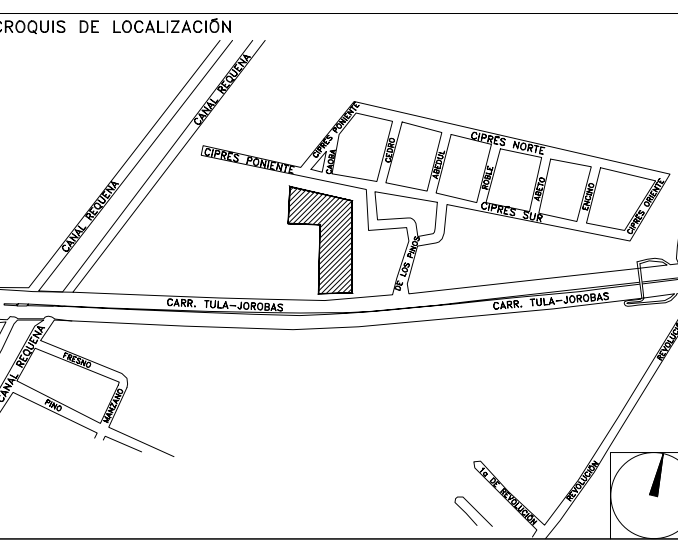 CROQUIS DE LOCALIZACIÓN
CANAL REQUENA
CIPRES PONIENTE
CIPRES NORTE
CIPRES PONIENTE
CAOBA
CEDRO
ABEDUL
ROBLE
ABETO
ENCINO
CIPRES ORIENTE
CANAL REQUENA
CIPRES SUR
DE LOS PINOS
CARR. TULA-JOROBAS
CARR. TULA-JOROBAS
CANAL REQUENA
FRESNO
PINO
MANZANO
REVOLUCIÓN
1a DE REVOLUCIÓN
REVOLUCIÓN